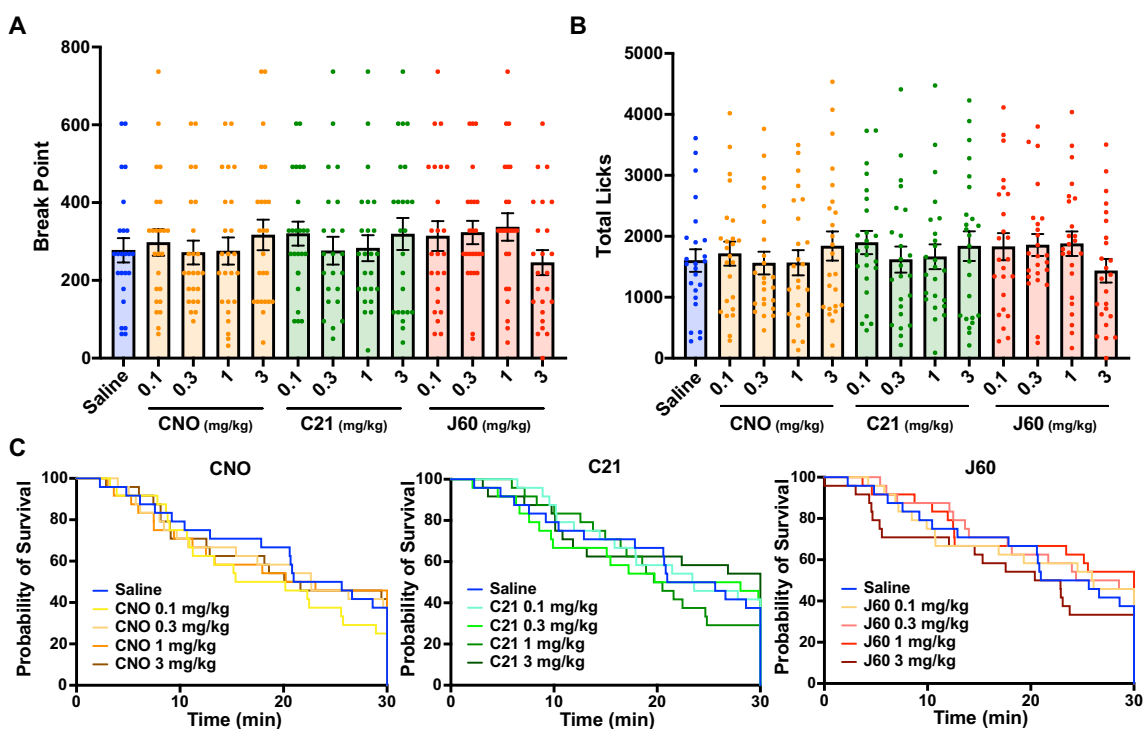 A
Break Point
800
600
400
200
0
Saline
0.1
0.3
1
3
0.1
0.3
1
3
0.1
0.3
1
3
CNO (mg/kg)
C21 (mg/kg)
J60 (mg/kg)
B
Total Licks
5000
4000
3000
2000
1000
0
Saline
0.1
0.3
1
3
0.1
0.3
1
3
0.1
0.3
1
3
CNO (mg/kg)
C21 (mg/kg)
J60 (mg/kg)
C
CNO
Probability of Survival
100
80
60
40
20
0
Saline
CNO 0.1 mg/kg
CNO 0.3 mg/kg
CNO 1 mg/kg
CNO 3 mg/kg
0
10
20
30
Time (min)
C21
Probability of Survival
100
80
60
40
20
0
Saline
C21 0.1 mg/kg
C21 0.3 mg/kg
C21 1 mg/kg
C21 3 mg/kg
0
10
20
30
Time (min)
J60
Probability of Survival
100
80
60
40
20
0
Saline
J60 0.1 mg/kg
J60 0.3 mg/kg
J60 1 mg/kg
J60 3 mg/kg
0
10
20
30
Time (min)